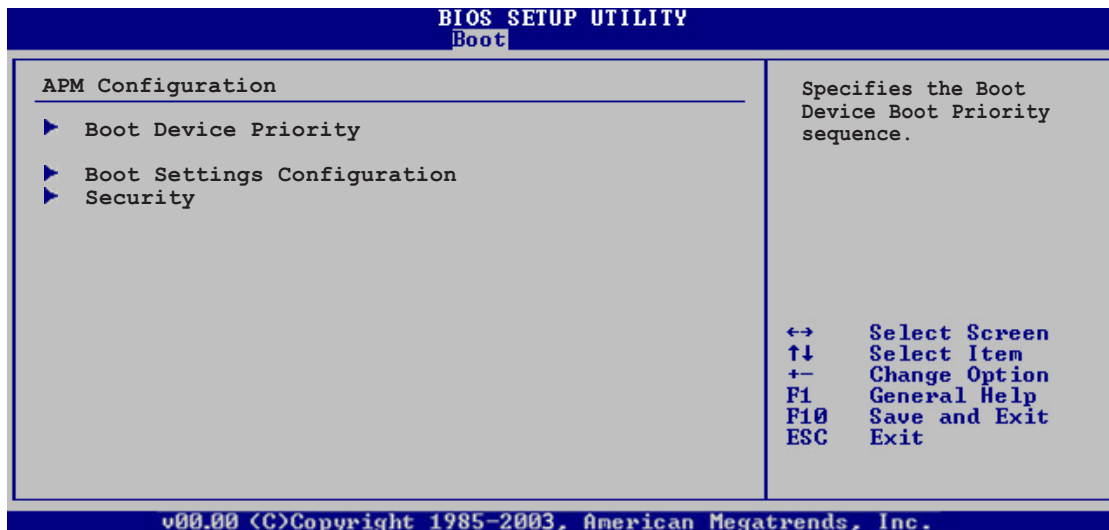 BIOS SETUP UTILITY
Boot
APM Configuration
Boot Device Priority
Boot Settings Configuration
Security
Specifies the Boot
Device Boot Priority
sequence.
←→ Select Screen
↑↓ Select Item
+- Change Option
F1 General Help
F10 Save and Exit
ESC Exit
v00.00 (C)Copyright 1985-2003, American Megatrends, Inc.